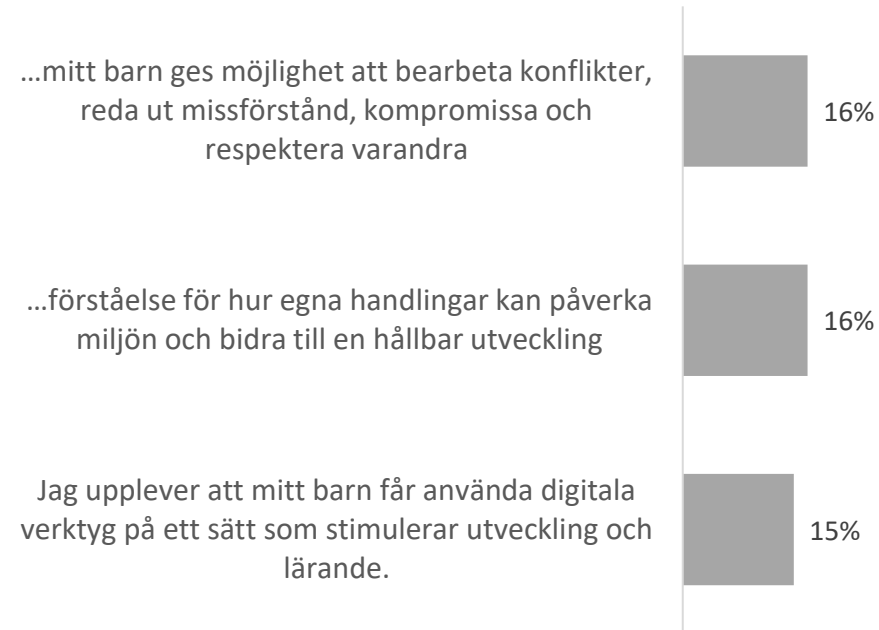 ...mitt barn ges möjlighet att bearbeta konflikter,
reda ut missförstånd, kompromissa och
respektera varandra
16%
...förståelse för hur egna handlingar kan påverka
miljön och bidra till en hållbar utveckling
16%
Jag upplever att mitt barn får använda digitala
verktyg på ett sätt som stimulerar utveckling och
lärande.
15%